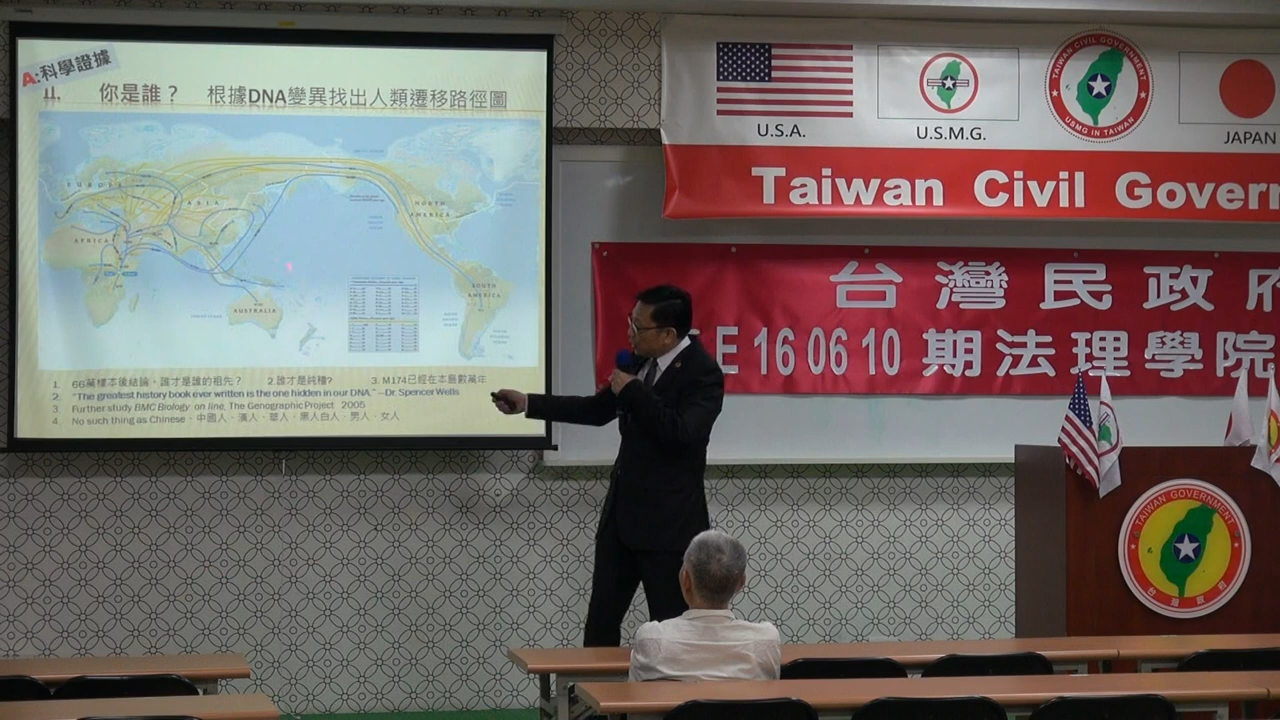 A:科學證據
II. 你是誰？ 根據DNA變異找出人類遷移路徑圖
EUROPE
ASIA
AFRICA
NORTH AMERICA
SOUTH AMERICA
AUSTRALIA
1. 66萬樣本後結論，誰才是誰的祖先？ 2.誰才是純種? 3. M174已經在本島數萬年
2. "The greatest history book ever written is the one hidden in our DNA." --Dr. Spencer Wells
3. Further study BMC Biology on line, The Genographic Project 2005
4. No such thing as Chinese，中國人、漢人、華人、黑人白人、男人、女人
U.S.A.
U.S.M.G.
TAIWAN CIVIL GOVERNMENT
USMG IN TAIWAN
JAPAN
Taiwan Civil Govern
台灣民政府
E 16 06 10 期法理學院
TAIWAN GOVERNMENT
台灣政府